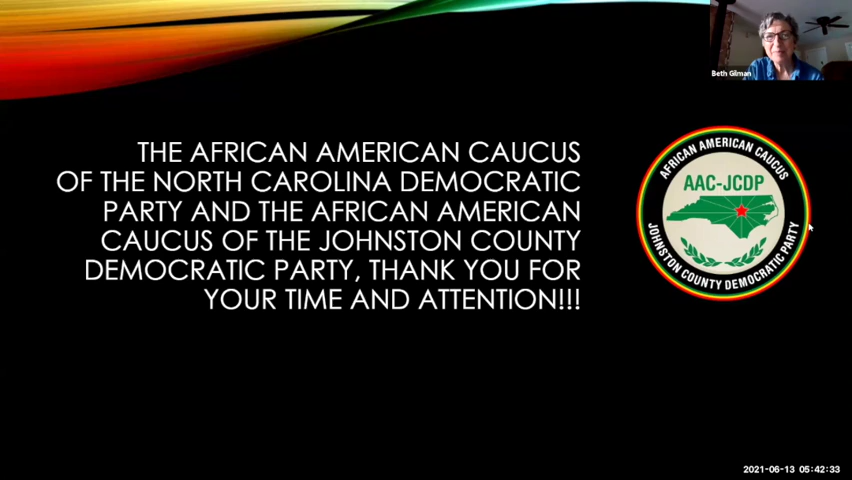 Beth Gilman
THE AFRICAN AMERICAN CAUCUS
OF THE NORTH CAROLINA DEMOCRATIC
PARTY AND THE AFRICAN AMERICAN
CAUCUS OF THE JOHNSTON COUNTY
DEMOCRATIC PARTY, THANK YOU FOR
YOUR TIME AND ATTENTION!!!
AFRICAN AMERICAN CAUCUS
AAC-JCDP
JOHNSTON COUNTY DEMOCRATIC PARTY
2021-06-13 05:42:33